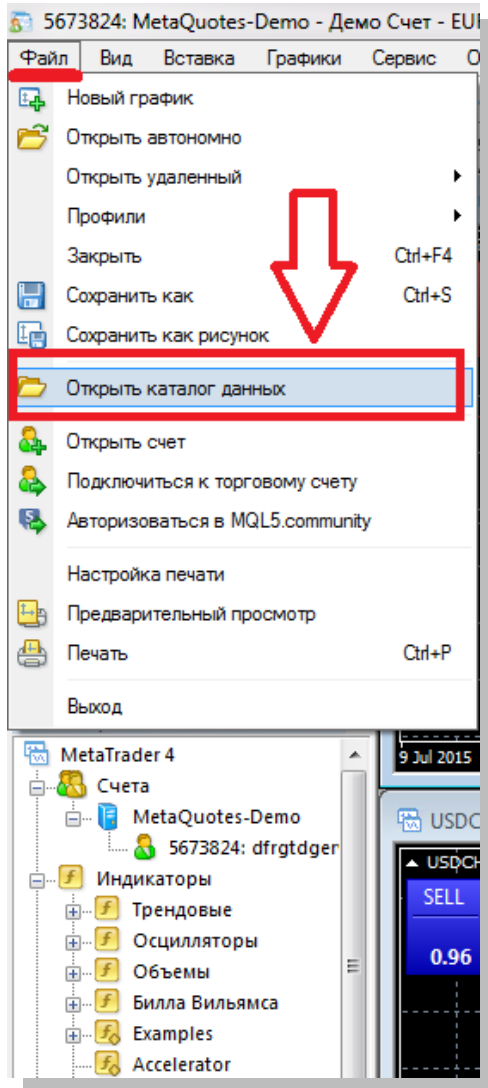 5673824: MetaQuotes-Demo - Демо Счет - EU
Файл Вид Вставка Графики Сервис
Новый график
Открыть автономно
Открыть удаленный
Профили
Закрыть Ctrl+F4
Сохранить как Ctrl+S
Сохранить как рисунок
Открыть каталог данных
Открыть счет
Подключиться к торговому счету
Авторизоваться в MQL5.community
Настройка печати
Предварительный просмотр
Печать Ctrl+P
Выход
MetaTrader 4
9 Jul 2015
Счета
MetaQuotes-Demo
USDC
5673824: dfrgtdger
USDCH
Индикаторы
SELL
Трендовые
Осцилляторы
0.96
Объемы
Билла Вильямса
Examples
Accelerator